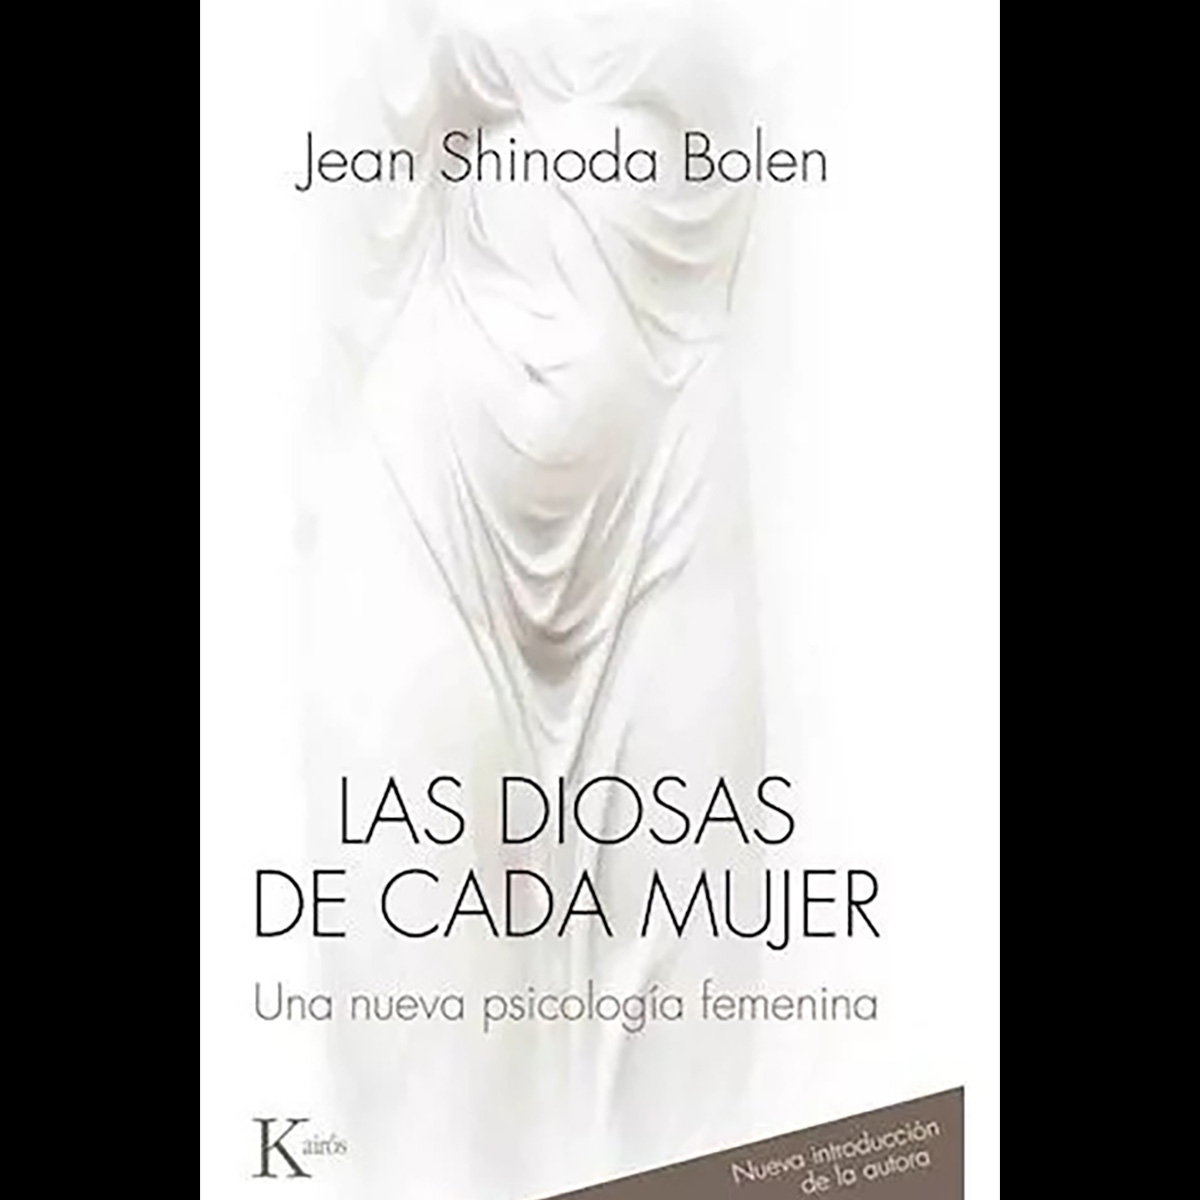 Jean Shinoda Bolen
LAS DIOSAS
DE CADA MUJER
Una nueva psicología femenina
Kairós
Nueva introducción
de la autora